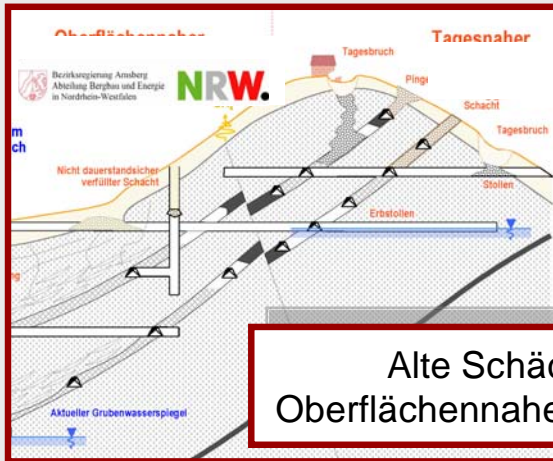 Oberflächennaher
Tagesnaher
Bezirksregierung Arnsberg
Abteilung Bergbau und Energie
in Nordrhein-Westfalen
NRW.
Tagesbruch
Pinge
Schacht
Tagesbruch
Nicht dauerstandsicher
verfüllter Schacht
Stollen
Erbstollen
Aktueller Grubenwasserspiegel
Alte Schäc
Oberflächennahe